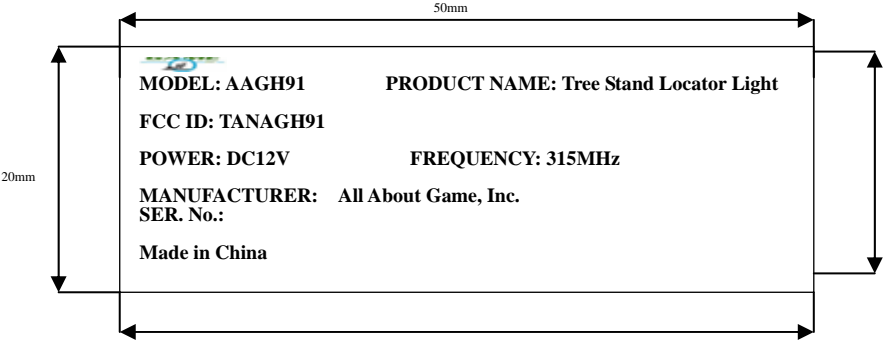 50mm
MODEL: AAGH91 PRODUCT NAME: Tree Stand Locator Light
FCC ID: TANAGH91
POWER: DC12V FREQUENCY: 315MHz
20mm
MANUFACTURER: All About Game, Inc.
SER. No.:
Made in China